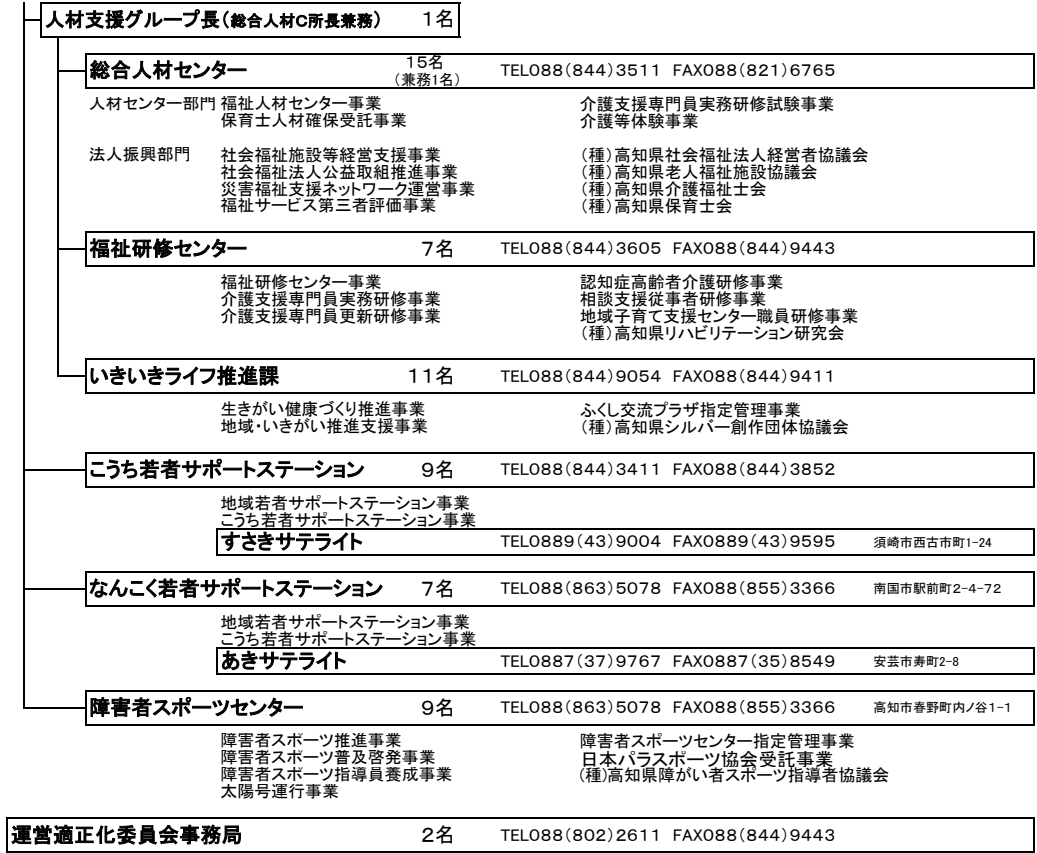 人材支援グループ長(総合人材C所長兼務) 1名
総合人材センター 15名 (兼務1名) TEL088(844)3511 FAX088(821)6765
人材センター部門 福祉人材センター事業 介護支援専門員実務研修試験事業
保育士人材確保受託事業 介護等体験事業
法人振興部門 社会福祉施設等経営支援事業 (種)高知県社会福祉法人経営者協議会
社会福祉法人公益取組推進事業 (種)高知県老人福祉施設協議会
災害福祉支援ネットワーク運営事業 (種)高知県介護福祉士会
福祉サービス第三者評価事業 (種)高知県保育士会
福祉研修センター 7名 TEL088(844)3605 FAX088(844)9443
福祉研修センター事業 認知症高齢者介護研修事業
介護支援専門員実務研修事業 相談支援従事者研修事業
介護支援専門員更新研修事業 地域子育て支援センター職員研修事業
(種)高知県リハビリテーション研究会
いきいきライフ推進課 11名 TEL088(844)9054 FAX088(844)9411
生きがい健康づくり推進事業 ふくし交流プラザ指定管理事業
地域・いきがい推進支援事業 (種)高知県シルバー創作団体協議会
こうち若者サポートステーション 9名 TEL088(844)3411 FAX088(844)3852
地域若者サポートステーション事業
こうち若者サポートステーション事業
すさきサテライト TEL0889(43)9004 FAX0889(43)9595 須崎市西古市町1-24
なんこく若者サポートステーション 7名 TEL088(863)5078 FAX088(855)3366 南国市駅前町2-4-72
地域若者サポートステーション事業
こうち若者サポートステーション事業
あきサテライト TEL0887(37)9767 FAX0887(35)8549 安芸市寿町2-8
障害者スポーツセンター 9名 TEL088(863)5078 FAX088(855)3366 高知市春野町内ノ谷1-1
障害者スポーツ推進事業 障害者スポーツセンター指定管理事業
障害者スポーツ普及啓発事業 日本パラスポーツ協会受託事業
障害者スポーツ指導員養成事業 (種)高知県障がい者スポーツ指導者協議会
太陽号運行事業
運営適正化委員会事務局 2名 TEL088(802)2611 FAX088(844)9443